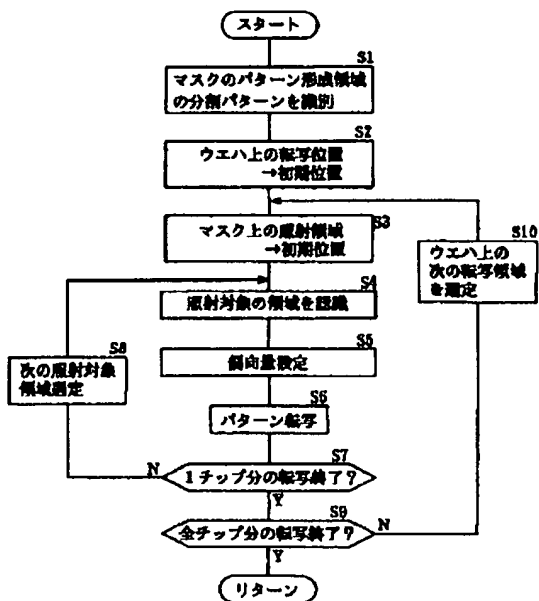 スタート
S1
マスクのパターン形成領域
の分割パターンを識別
S2
ウエハ上の転写位置
→初期位置
S3
マスク上の照射領域
→初期位置
S10
ウエハ上の
次の転写領域
を選定
S4
照射対象の領域を認識
S8
次の照射対象
領域選定
S5
偏向量設定
S6
パターン転写
S7
N
1チップ分の転写終了?
Y
S9
全チップ分の転写終了?
N
Y
リターン